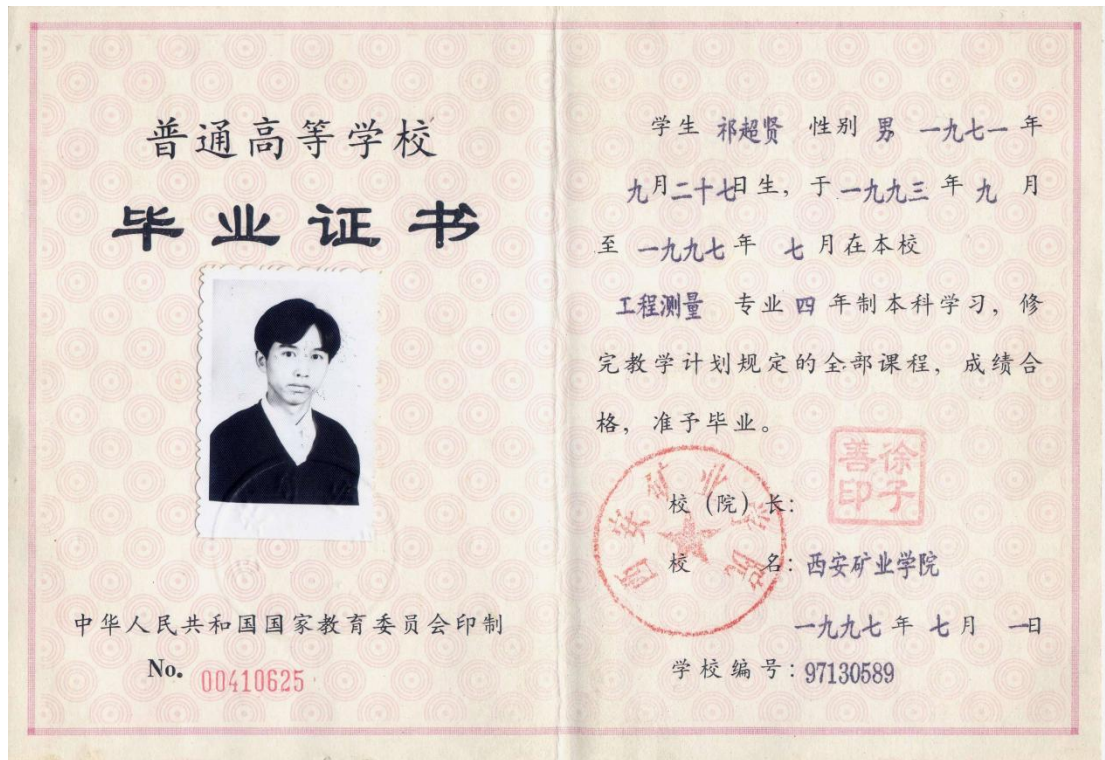 普通高等学校
毕业证书
中华人民共和国国家教育委员会印制
No. 00410625
学生 祁超贤 性别 男 一九七一 年
九月二十七日生，于一九九三 年 九 月
至 一九九七 年 七 月在本校
工程测量 专业 四 年制本科学习，修
完教学计划规定的全部课程，成绩合
格，准予毕业。
徐子善印
西安矿业学院
校（院）长：
校 名：西安矿业学院
一九九七 年 七 月 一日
学校编号：97130589